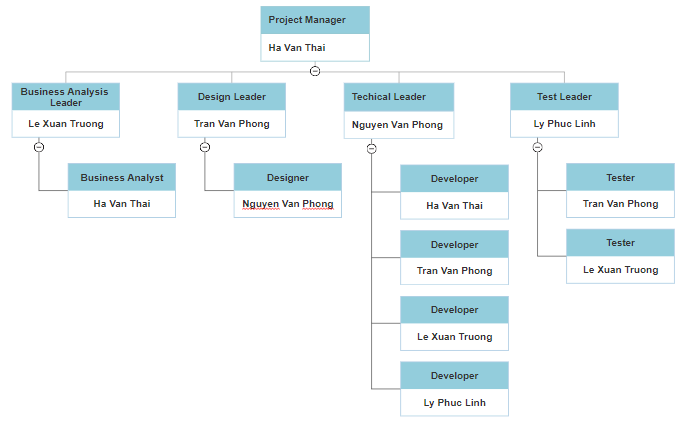 Project Manager
Ha Van Thai
Business Analysis
Leader
Le Xuan Truong
Business Analyst
Ha Van Thai
Design Leader
Tran Van Phong
Designer
Nguyen Van Phong
Techical Leader
Nguyen Van Phong
Developer
Ha Van Thai
Developer
Tran Van Phong
Developer
Le Xuan Truong
Developer
Ly Phuc Linh
Test Leader
Ly Phuc Linh
Tester
Tran Van Phong
Tester
Le Xuan Truong